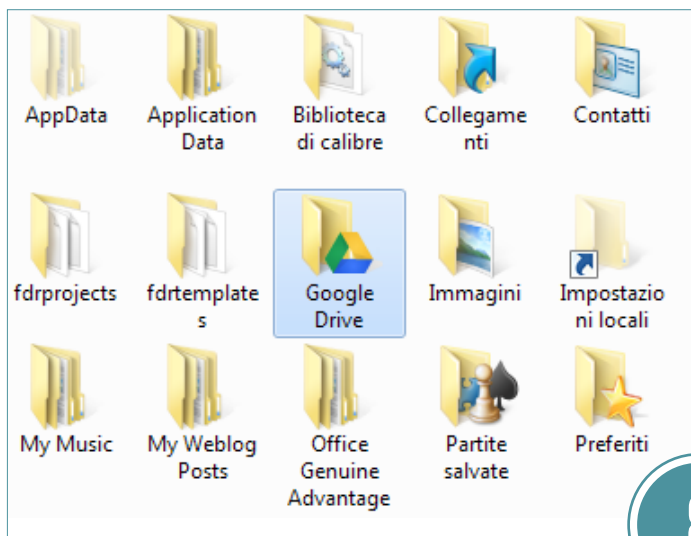 AppData
Application
Data
Biblioteca
di calibre
Collegame
nti
Contatti
fdrprojects
fdrtemplate
s
Google
Drive
Immagini
Impostazio
ni locali
My Music
My Weblog
Posts
Office
Genuine
Advantage
Partite
salvate
Preferiti